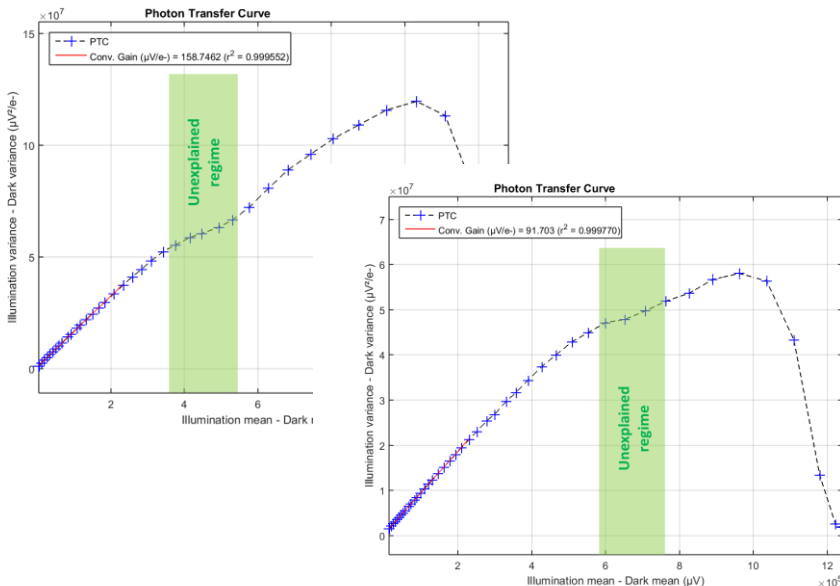 Photon Transfer Curve
×10⁷
PTC
Conv. Gain (µV/e-) = 158.7462 (r² = 0.999552)
15
10
5
0
Illumination variance - Dark variance (µV²/e-)
Unexplained
regime
2
4
6
Illumination mean - Dark
Photon Transfer Curve
×10⁷
PTC
Conv. Gain (µV/e-) = 91.703 (r² = 0.999770)
7
6
5
4
3
2
1
0
Illumination variance - Dark variance (µV²/e-)
Unexplained
regime
2
4
6
8
10
12
Illumination mean - Dark mean (µV)